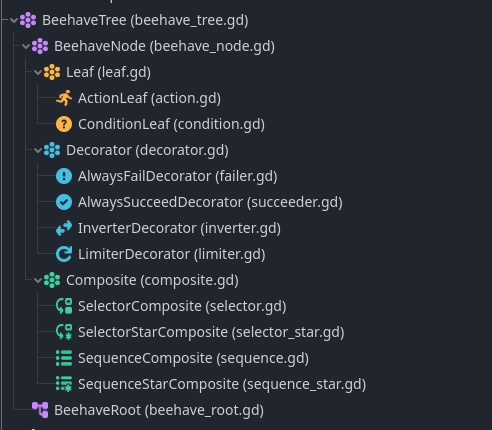 BeehaveTree (beehave_tree.gd)
BeehaveNode (beehave_node.gd)
Leaf (leaf.gd)
ActionLeaf (action.gd)
ConditionLeaf (condition.gd)
Decorator (decorator.gd)
AlwaysFailDecorator (failer.gd)
AlwaysSucceedDecorator (succeeder.gd)
InverterDecorator (inverter.gd)
LimiterDecorator (limiter.gd)
Composite (composite.gd)
SelectorComposite (selector.gd)
SelectorStarComposite (selector_star.gd)
SequenceComposite (sequence.gd)
SequenceStarComposite (sequence_star.gd)
BeehaveRoot (beehave_root.gd)